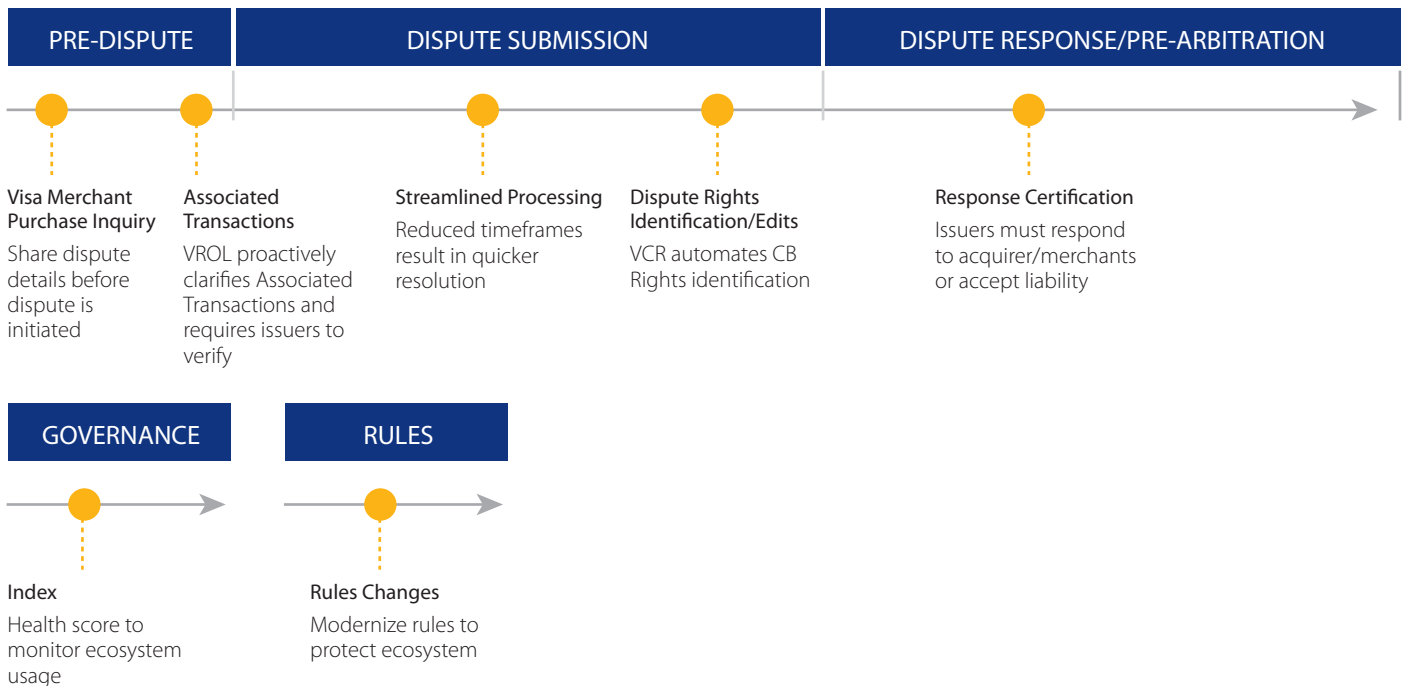 PRE-DISPUTE
DISPUTE SUBMISSION
DISPUTE RESPONSE/PRE-ARBITRATION
Visa Merchant
Purchase Inquiry
Share dispute
details before
dispute is
initiated
Associated
Transactions
VROL proactively
clarifies Associated
Transactions and
requires issuers to
verify
Streamlined Processing
Reduced timeframes
result in quicker
resolution
Dispute Rights
Identification/Edits
VCR automates CB
Rights identification
Response Certification
Issuers must respond
to acquirer/merchants
or accept liability
GOVERNANCE
RULES
Index
Health score to
monitor ecosystem
usage
Rules Changes
Modernize rules to
protect ecosystem